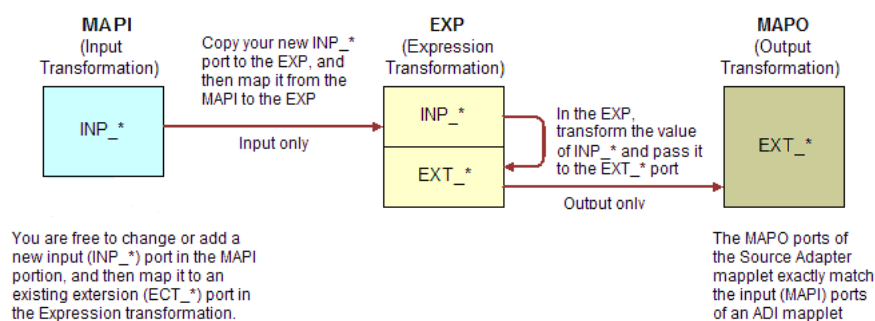 MAPI
(Input
Transformation)
Copy your new INP_*
port to the EXP, and
then map it from the
MAPI to the EXP
EXP
(Expression
Transformation)
MAPO
(Output
Transformation)
INP_*
Input only
INP_*
EXT_*
In the EXP,
transform the value
of INP_* and pass it
to the EXT_* port
Output only
EXT_*
You are free to change or add a
new input (INP_*) port in the MAPI
portion, and then map it to an
existing extersion (ECT_*) port in
the Expression transformation.
The MAPO ports of
the Source Adapter
mapplet exactly match
the input (MAPI) ports
of an ADI mapplet